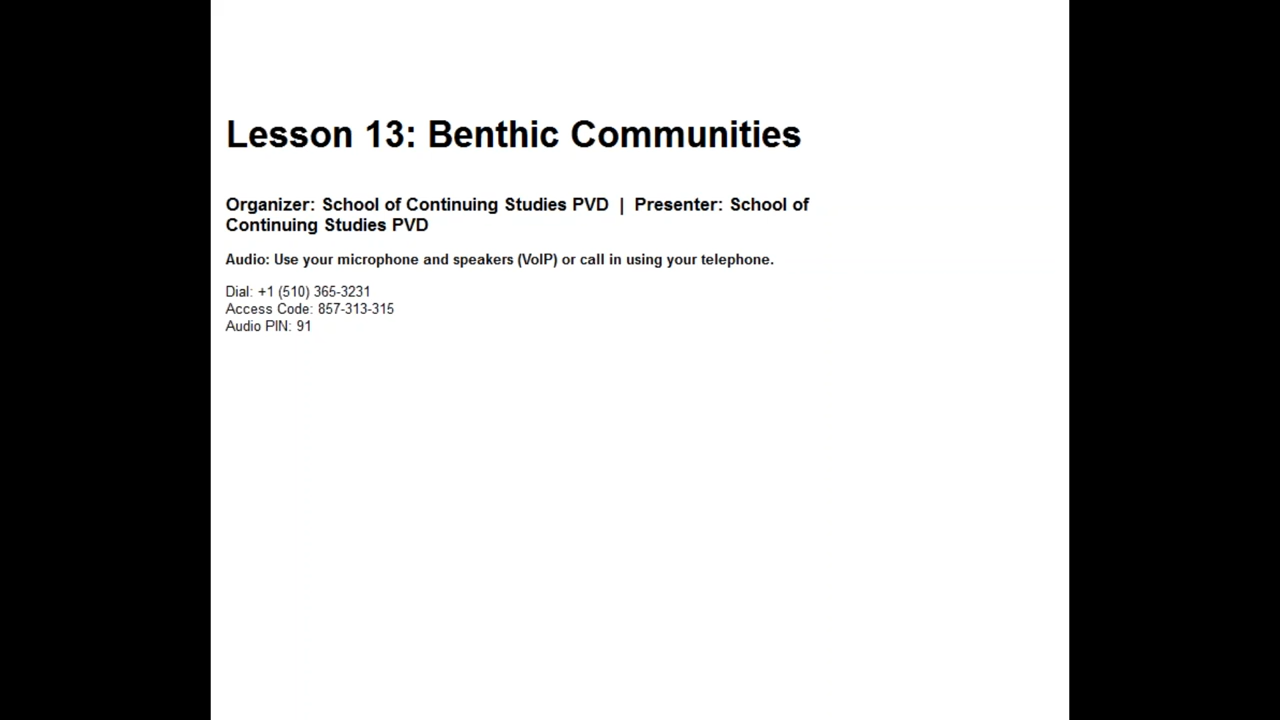 Lesson 13: Benthic Communities
Organizer: School of Continuing Studies PVD | Presenter: School of
Continuing Studies PVD
Audio: Use your microphone and speakers (VoIP) or call in using your telephone.
Dial: +1 (510) 365-3231
Access Code: 857-313-315
Audio PIN: 91